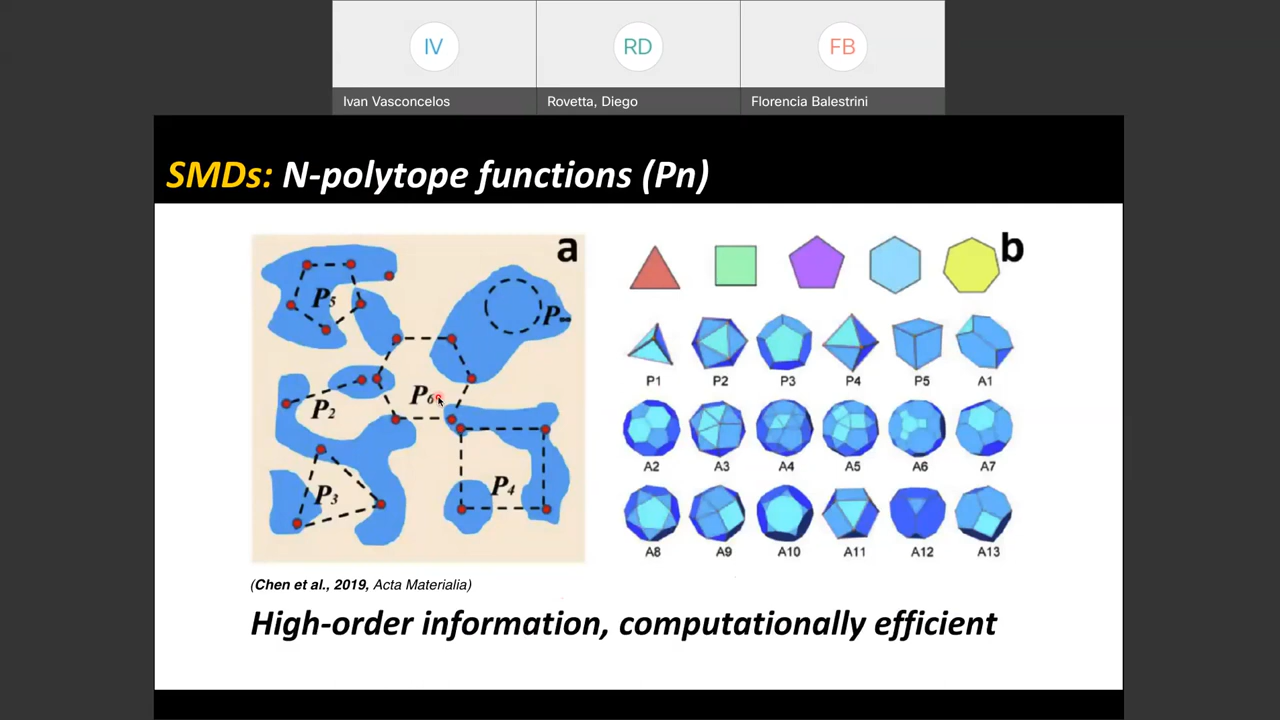 IV
RD
FB
Ivan Vasconcelos
Rovetta, Diego
Florencia Balestrini
SMDs: N-polytope functions (Pn)
a
P5
P∞
P2
P6
P3
P4
b
P1 P2 P3 P4 P5 A1
A2 A3 A4 A5 A6 A7
A8 A9 A10 A11 A12 A13
(Chen et al., 2019, Acta Materialia)
High-order information, computationally efficient